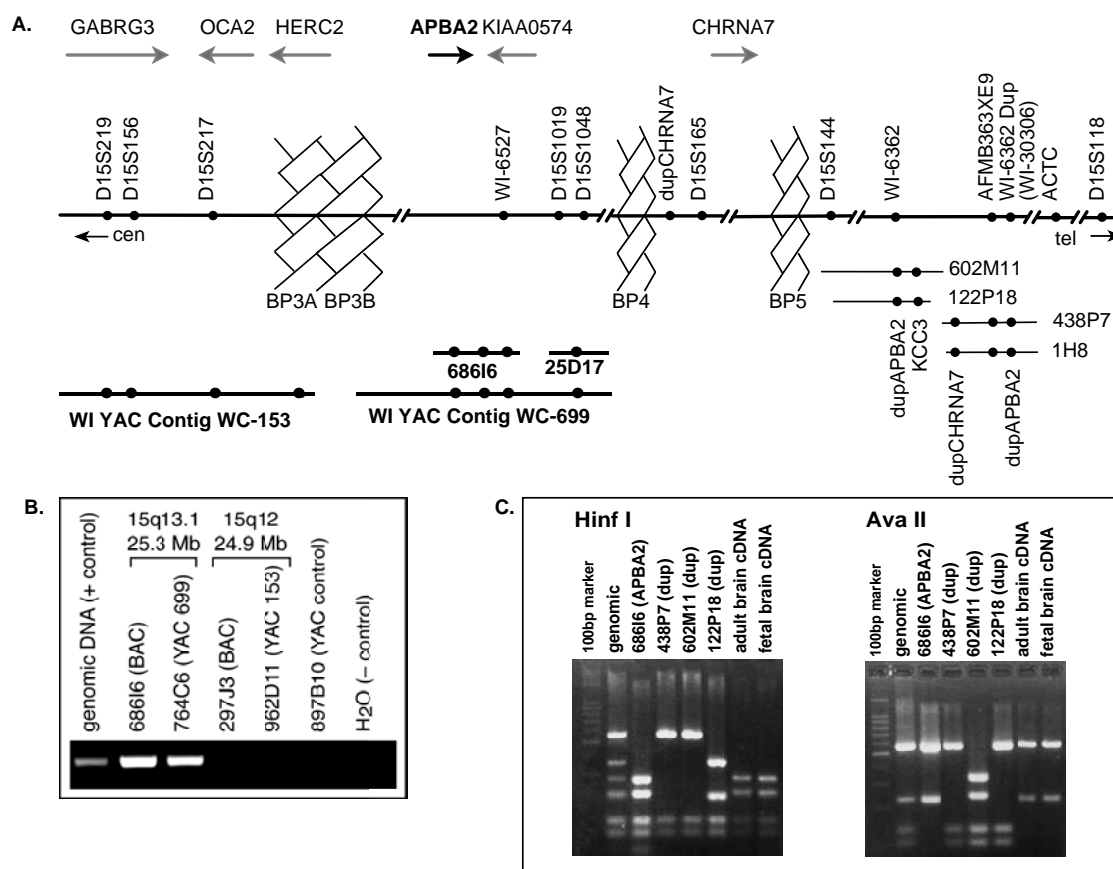 A.
GABRG3 OCA2 HERC2 APBA2 KIAA0574 CHRNA7
D15S219
D15S156
D15S217
WI-6527
D15S1019
D15S1048
dupCHRNA7
D15S165
D15S144
WI-6362
AFMB363XE9
WI-6362 Dup
(WI-30306)
ACTC
D15S118
cen
tel
BP3A BP3B BP4 BP5
602M11
122P18
438P7
1H8
dupAPBA2
KCC3
dupCHRNA7
dupAPBA2
686I6 25D17
WI YAC Contig WC-153 WI YAC Contig WC-699
B.
15q13.1 15q12
25.3 Mb 24.9 Mb
genomic DNA (+ control)
686I6 (BAC)
764C6 (YAC 699)
297J3 (BAC)
962D11 (YAC 153)
897B10 (YAC control)
H2O (- control)
C.
Hinf I
100bp marker
genomic
686I6 (APBA2)
438P7 (dup)
602M11 (dup)
122P18 (dup)
adult brain cDNA
fetal brain cDNA
Ava II
100bp marker
genomic
686I6 (APBA2)
438P7 (dup)
602M11 (dup)
122P18 (dup)
adult brain cDNA
fetal brain cDNA